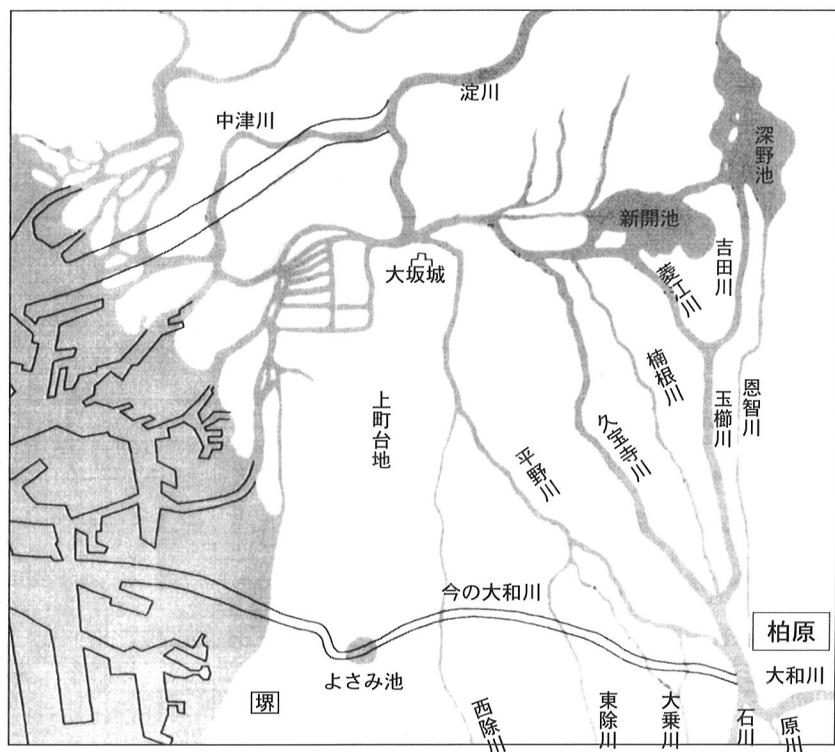 淀川
中津川
深野池
新開池
吉田川
大坂城
菱江川
楠根川
恩智川
玉櫛川
上町台地
久宝寺川
平野川
今の大和川
柏原
大和川
よさみ池
堺
西除川
東除川
大乗川
石川
原川